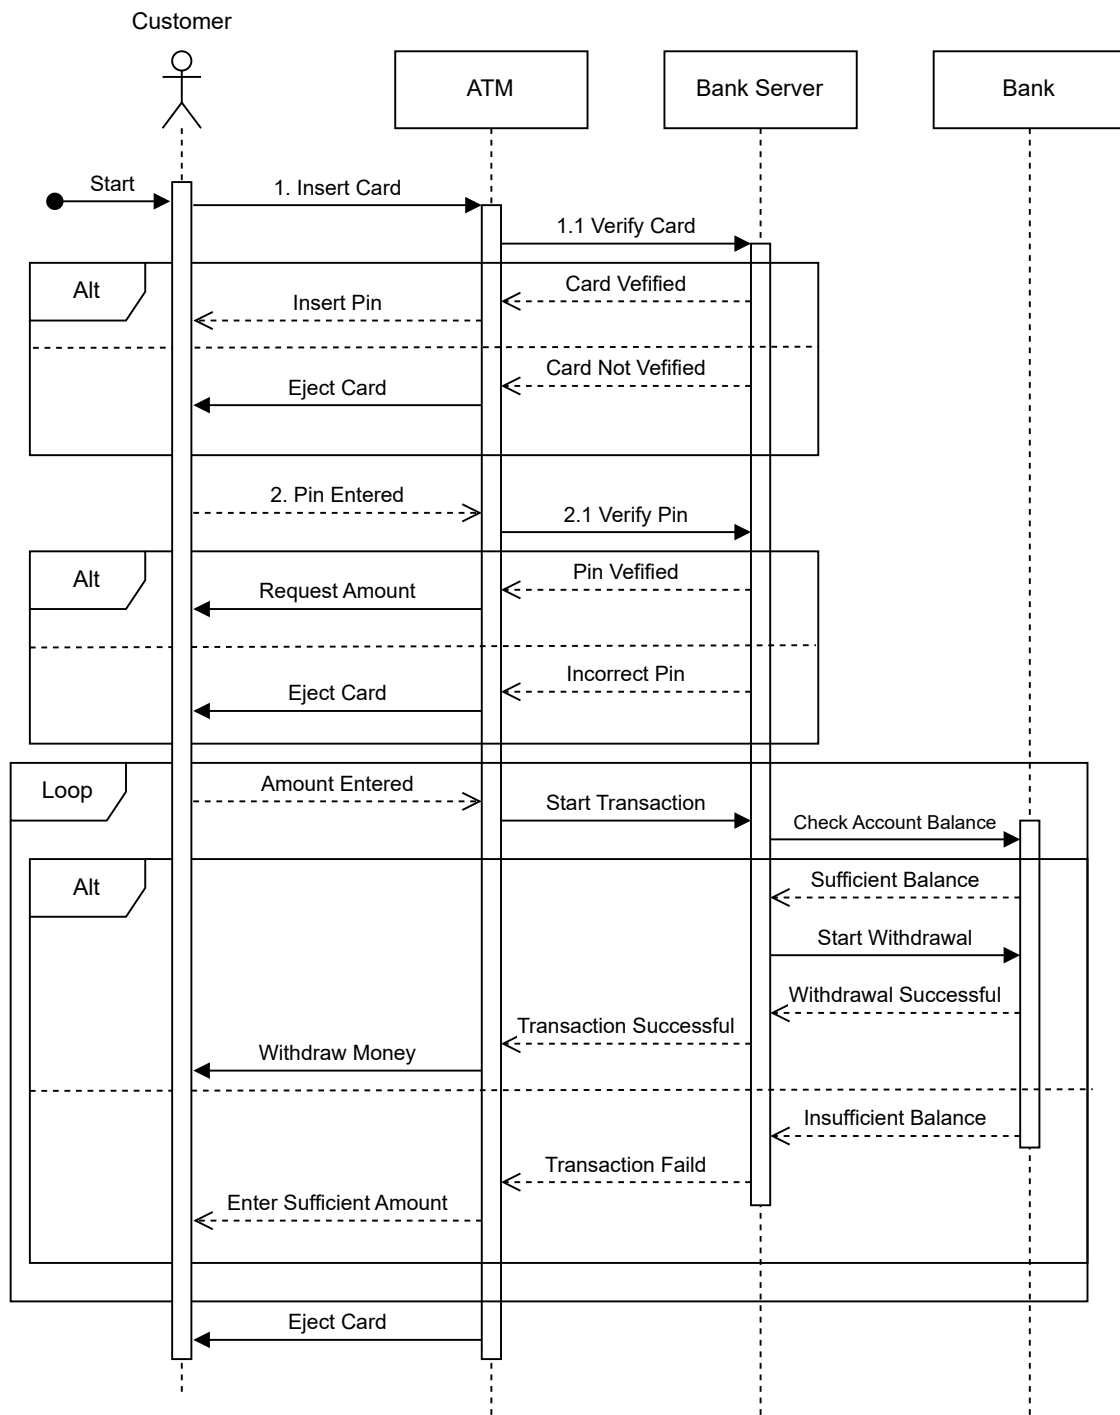 Customer
ATM
Bank Server
Bank
Start
1. Insert Card
1.1 Verify Card
Alt
Card Vefified
Insert Pin
Card Not Vefified
Eject Card
2. Pin Entered
2.1 Verify Pin
Alt
Pin Vefified
Request Amount
Incorrect Pin
Eject Card
Loop
Amount Entered
Start Transaction
Check Account Balance
Alt
Sufficient Balance
Start Withdrawal
Withdrawal Successful
Transaction Successful
Withdraw Money
Insufficient Balance
Transaction Faild
Enter Sufficient Amount
Eject Card